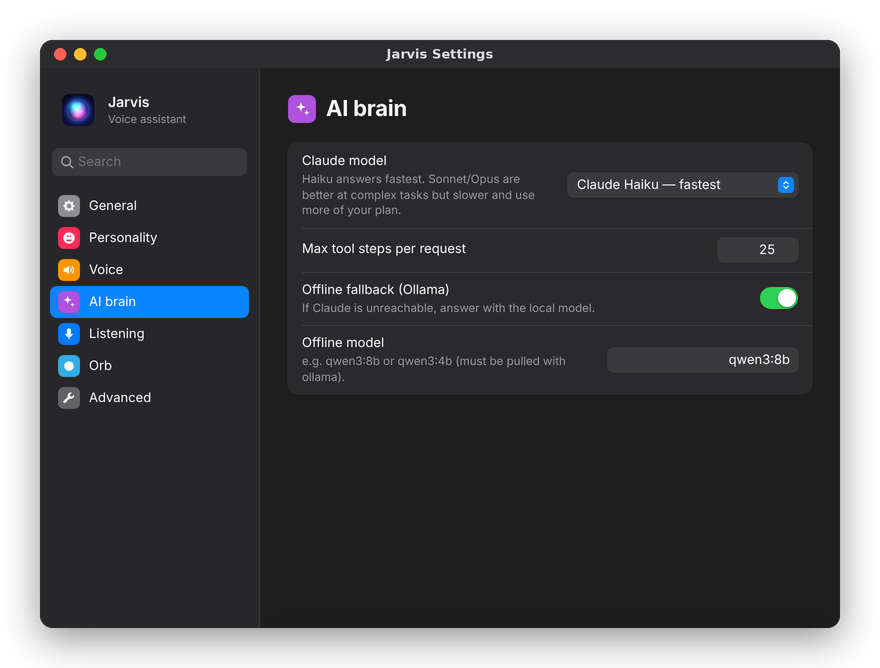 Jarvis Settings
Jarvis
Voice assistant
Search
General
Personality
Voice
AI brain
Listening
Orb
Advanced
AI brain
Claude model
Haiku answers fastest. Sonnet/Opus are
better at complex tasks but slower and use
more of your plan.
Claude Haiku — fastest
Max tool steps per request
25
Offline fallback (Ollama)
If Claude is unreachable, answer with the local model.
Offline model
e.g. qwen3:8b or qwen3:4b (must be pulled with
ollama).
qwen3:8b